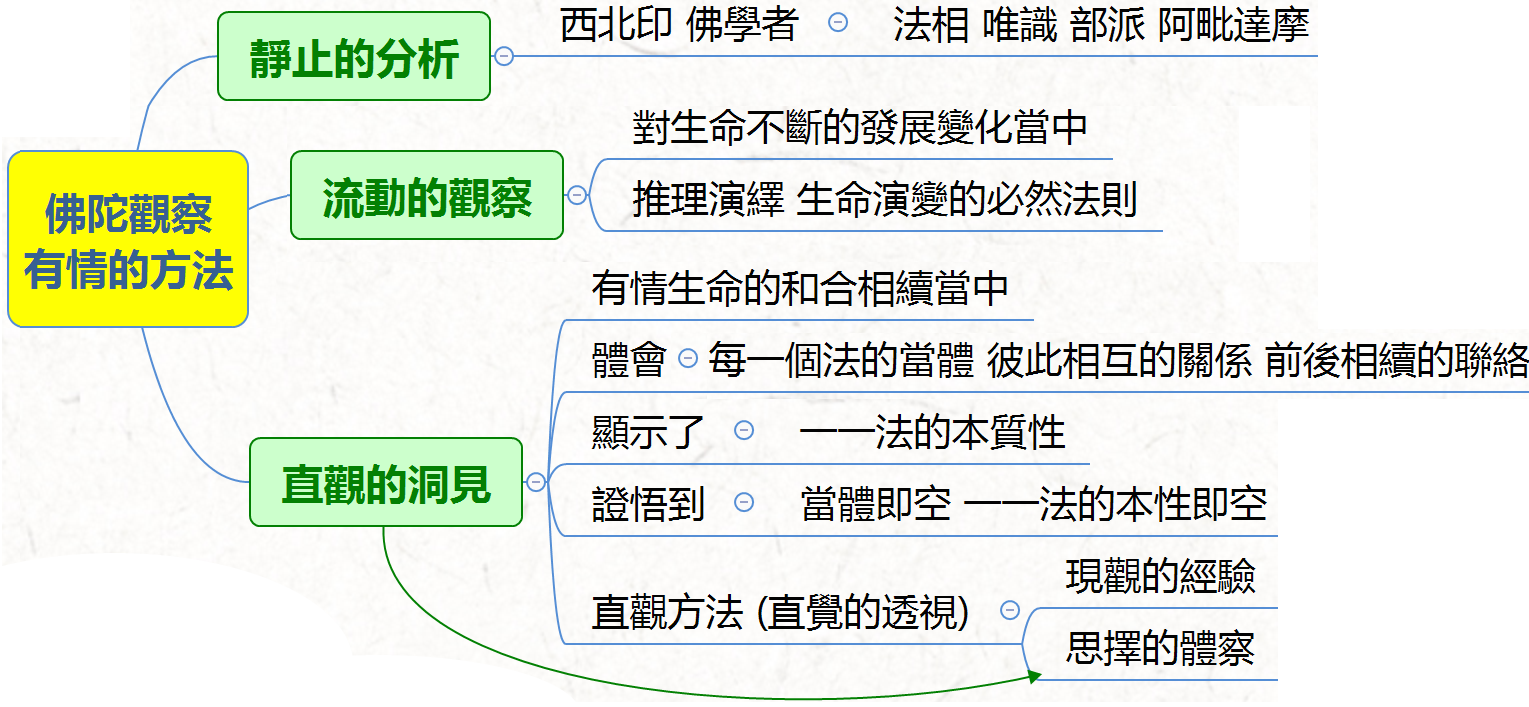 佛陀觀察
有情的方法
靜止的分析
西北印 佛學者 法相 唯識 部派 阿毗達摩
流動的觀察
對生命不斷的發展變化當中
推理演繹 生命演變的必然法則
直觀的洞見
有情生命的和合相續當中
體會 每一個法的當體 彼此相互的關係 前後相續的聯絡
顯示了 一一法的本質性
證悟到 當體即空 一一法的本性即空
直觀方法 (直覺的透視)
現觀的經驗
思擇的體察